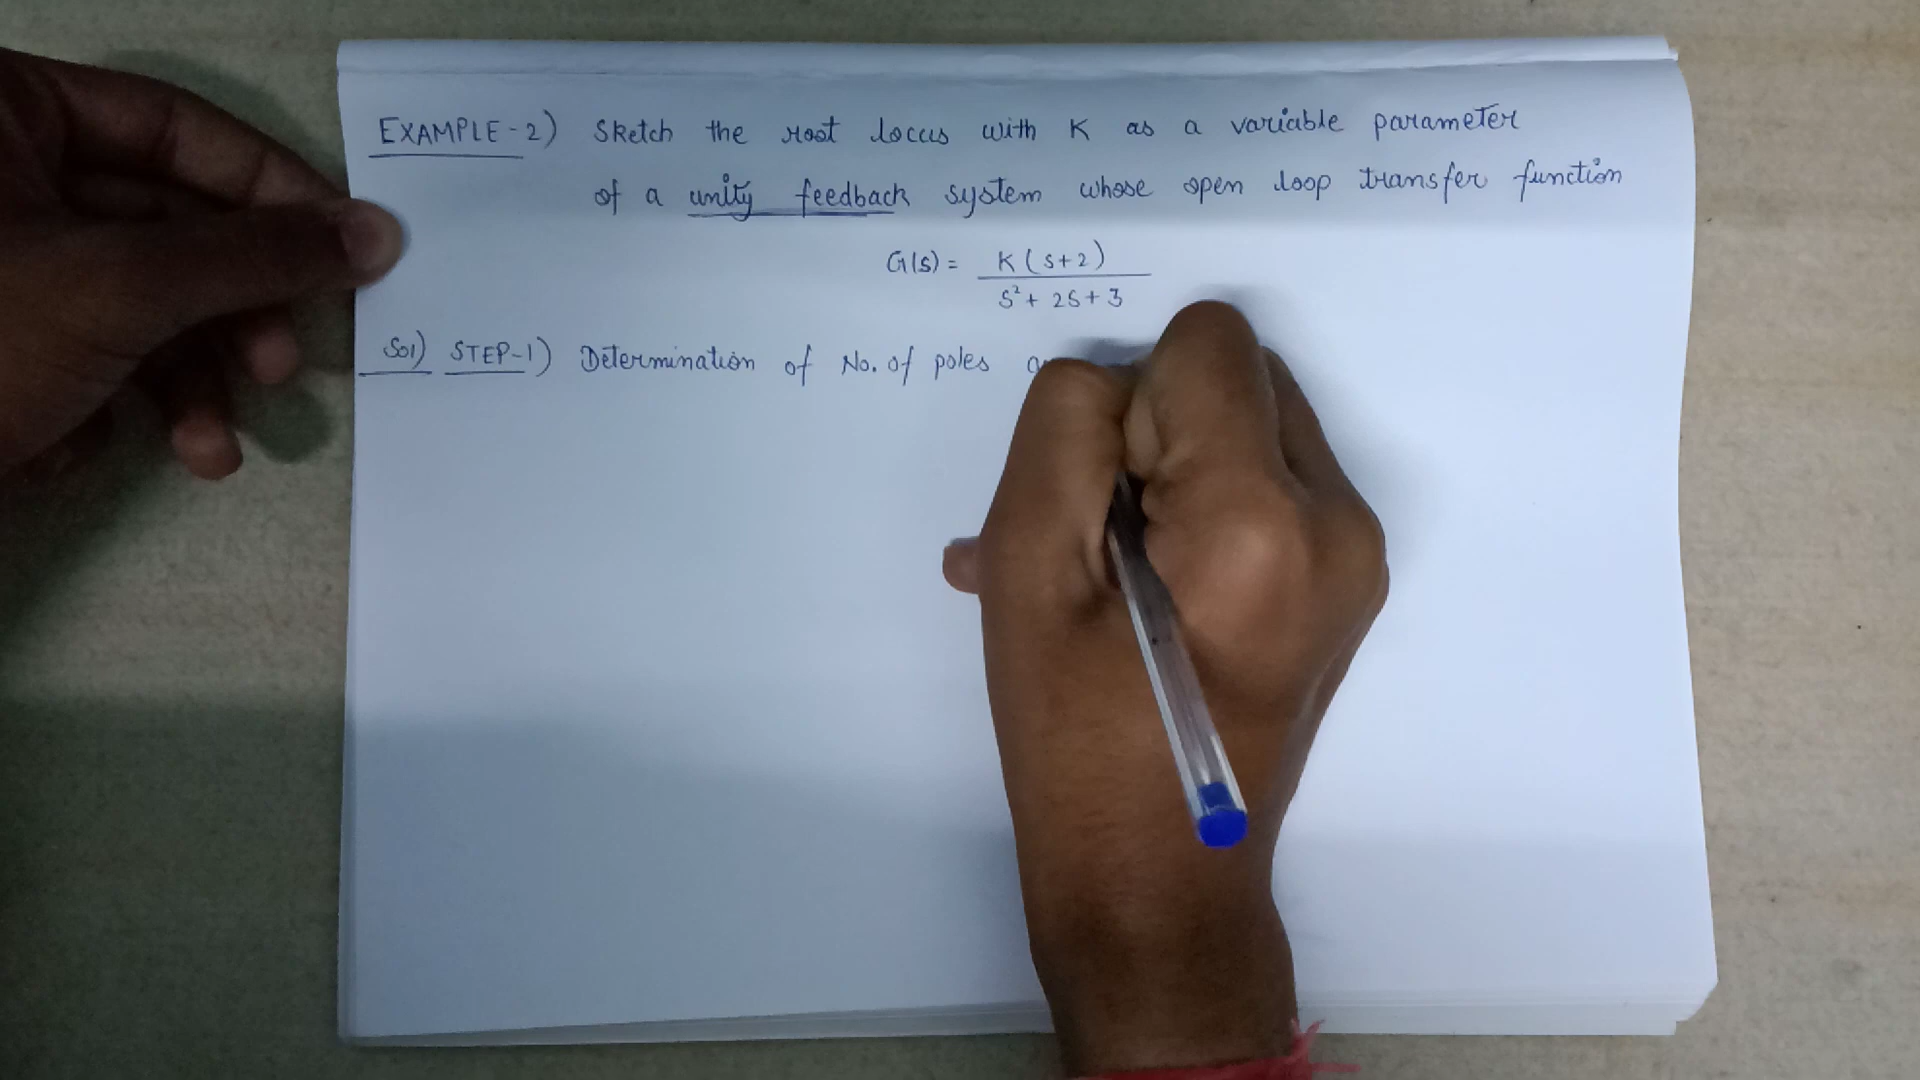 EXAMPLE-2) Sketch the root locus with K as a variable parameter
of a unity feedback system whose open loop transfer function
G(s) = K(s+2)
s²+2s+3
Sol) STEP-1) Determination of No. of poles